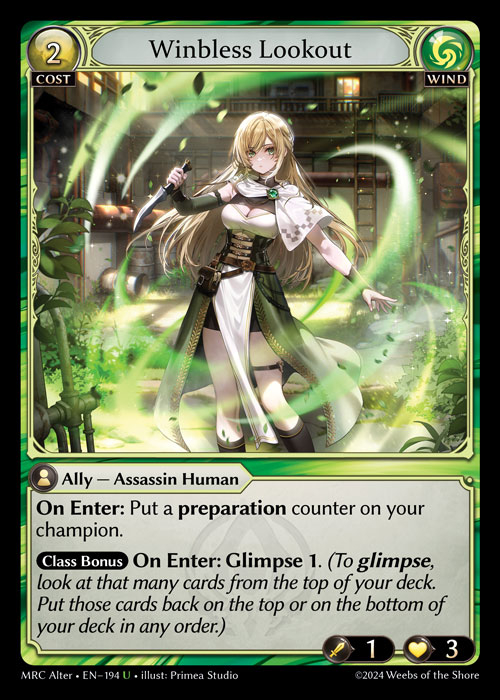 2
COST
Winbless Lookout
WIND
Ally — Assassin Human
On Enter: Put a preparation counter on your
champion.
Class Bonus On Enter: Glimpse 1. (To glimpse,
look at that many cards from the top of your deck.
Put those cards back on the top or on the bottom of
your deck in any order.)
1
3
MRC Alter • EN–194 U • illust: Primea Studio
©2024 Weebs of the Shore